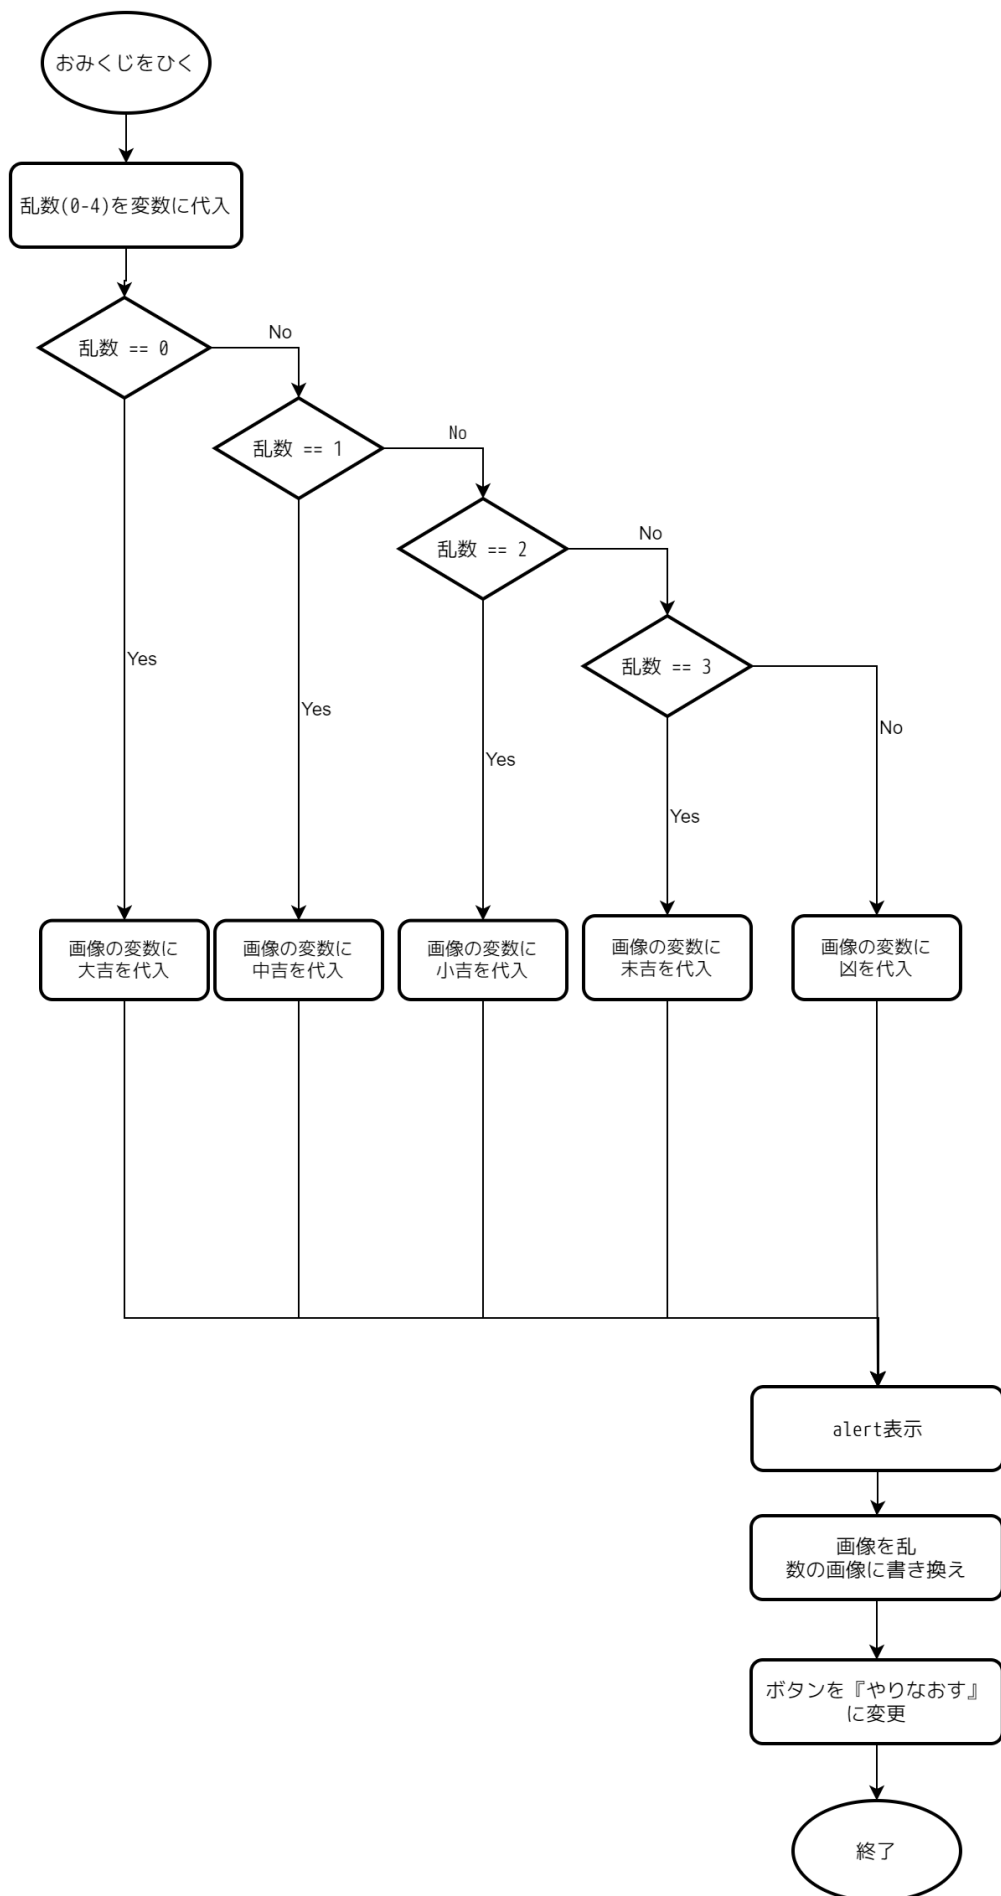 おみくじをひく
乱数(0-4)を変数に代入
乱数 == 0
No
乱数 == 1
No
乱数 == 2
No
乱数 == 3
Yes
Yes
No
Yes
Yes
画像の変数に
大吉を代入
画像の変数に
中吉を代入
画像の変数に
小吉を代入
画像の変数に
末吉を代入
画像の変数に
凶を代入
alert表示
画像を乱
数の画像に書き換え
ボタンを『やりなおす』
に変更
終了